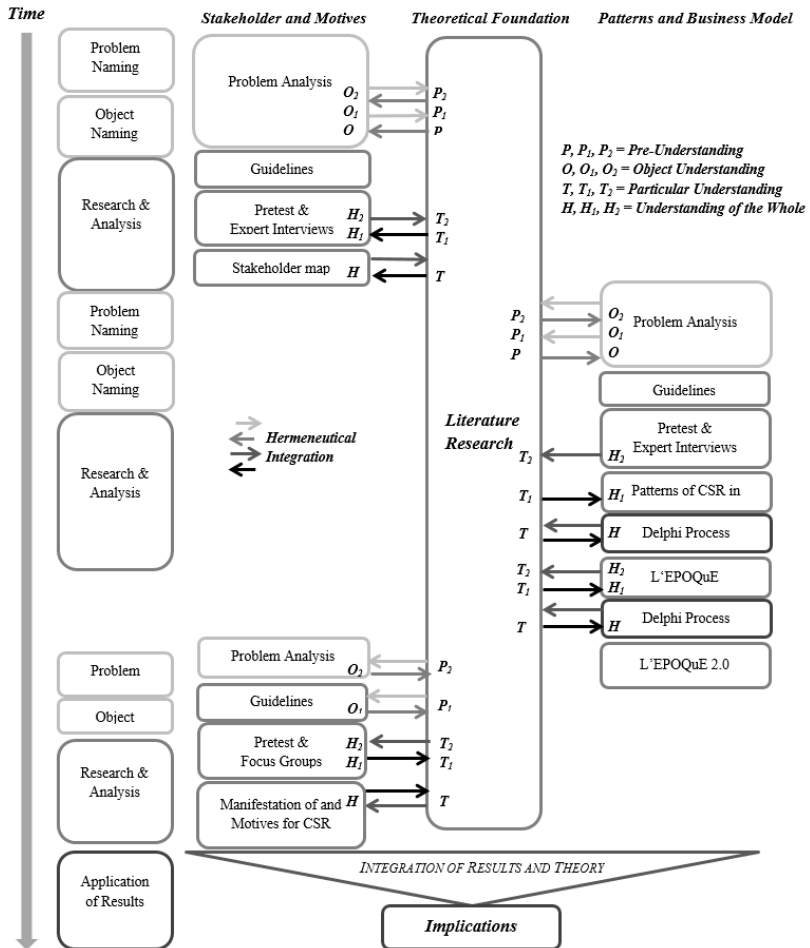 Time
Stakeholder and Motives
Theoretical Foundation
Patterns and Business Model
Problem
Naming
Object
Naming
Research &
Analysis
Problem
Naming
Object
Naming
Research &
Analysis
Problem
Object
Research &
Analysis
Application
of Results
Problem Analysis
O₂
O₁
O
P₂
P₁
P
Guidelines
Pretest &
Expert Interviews
H₂
H₁
T₂
T₁
Stakeholder map
H
T
P, P₁, P₂ = Pre-Understanding
O, O₁, O₂ = Object Understanding
T, T₁, T₂ = Particular Understanding
H, H₁, H₂ = Understanding of the Whole
P₂
P₁
P
O₂
O₁
O
Problem Analysis
Guidelines
Hermeneutical
Integration
Literature
Research
Pretest &
Expert Interviews
T₂
H₂
T₁
H₁
Patterns of CSR in
T
H
Delphi Process
T₂
T₁
H₂
H₁
L‘EPOQuE
T
H
Delphi Process
L‘EPOQuE 2.0
Problem Analysis
O₂
P₂
Guidelines
O₁
P₁
Pretest &
Focus Groups
H₂
H₁
T₂
T₁
Manifestation of and
Motives for CSR
H
T
INTEGRATION OF RESULTS AND THEORY
Implications